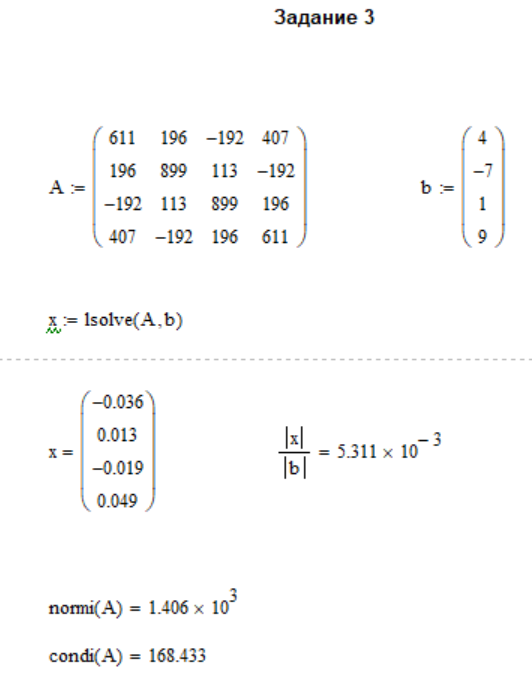 Задание 3
A := ( 611 196 −192 407
196 899 113 −192
−192 113 899 196
407 −192 196 611 )
b := ( 4
−7
1
9 )
x := lsolve(A,b)
x = ( −0.036
0.013
−0.019
0.049 )
|x| / |b| = 5.311 × 10^−3
normi(A) = 1.406 × 10^3
condi(A) = 168.433